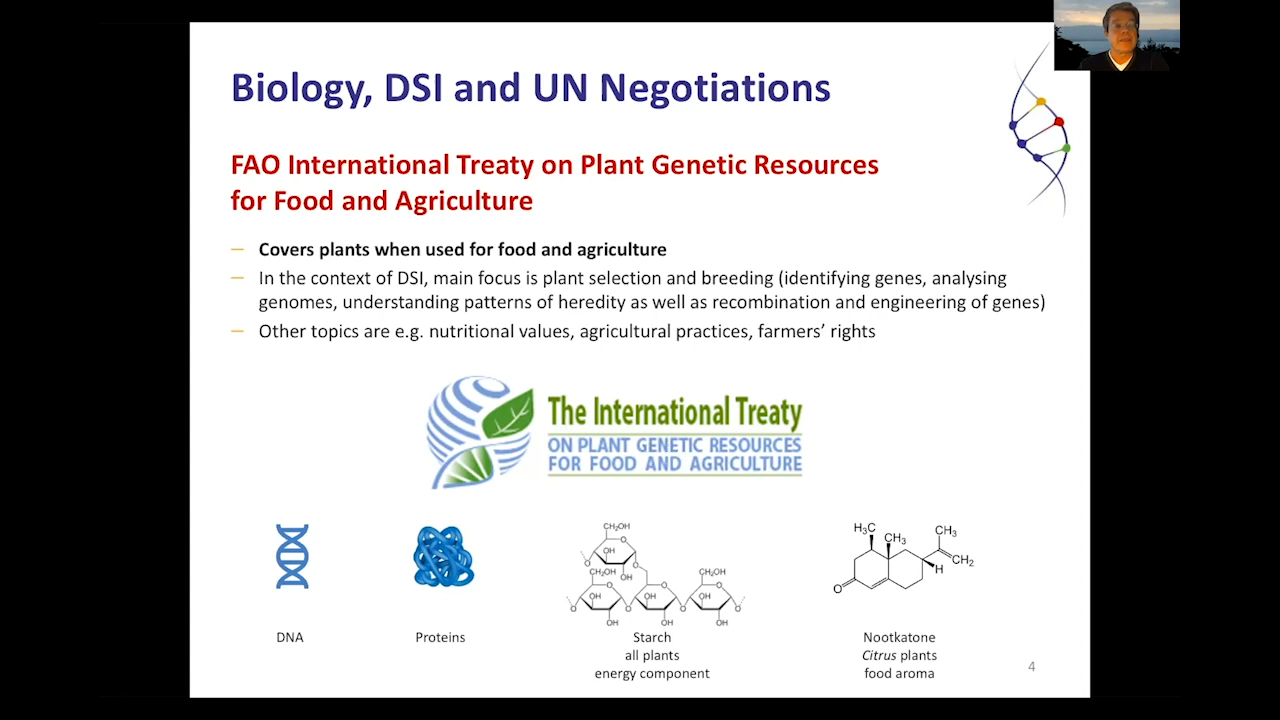 Biology, DSI and UN Negotiations
FAO International Treaty on Plant Genetic Resources
for Food and Agriculture
— Covers plants when used for food and agriculture
— In the context of DSI, main focus is plant selection and breeding (identifying genes, analysing
genomes, understanding patterns of heredity as well as recombination and engineering of genes)
— Other topics are e.g. nutritional values, agricultural practices, farmers’ rights
The International Treaty
ON PLANT GENETIC RESOURCES
FOR FOOD AND AGRICULTURE
CH₂OH
O
OH
O
OH
O
CH₂OH
O
OH
O
OH
O
O
OH
OH
O
CH₂OH
O
OH
OH
O
H₃C
CH₃
CH₃
CH₂
H
O
DNA
Proteins
Starch
all plants
energy component
Nootkatone
Citrus plants
food aroma
4